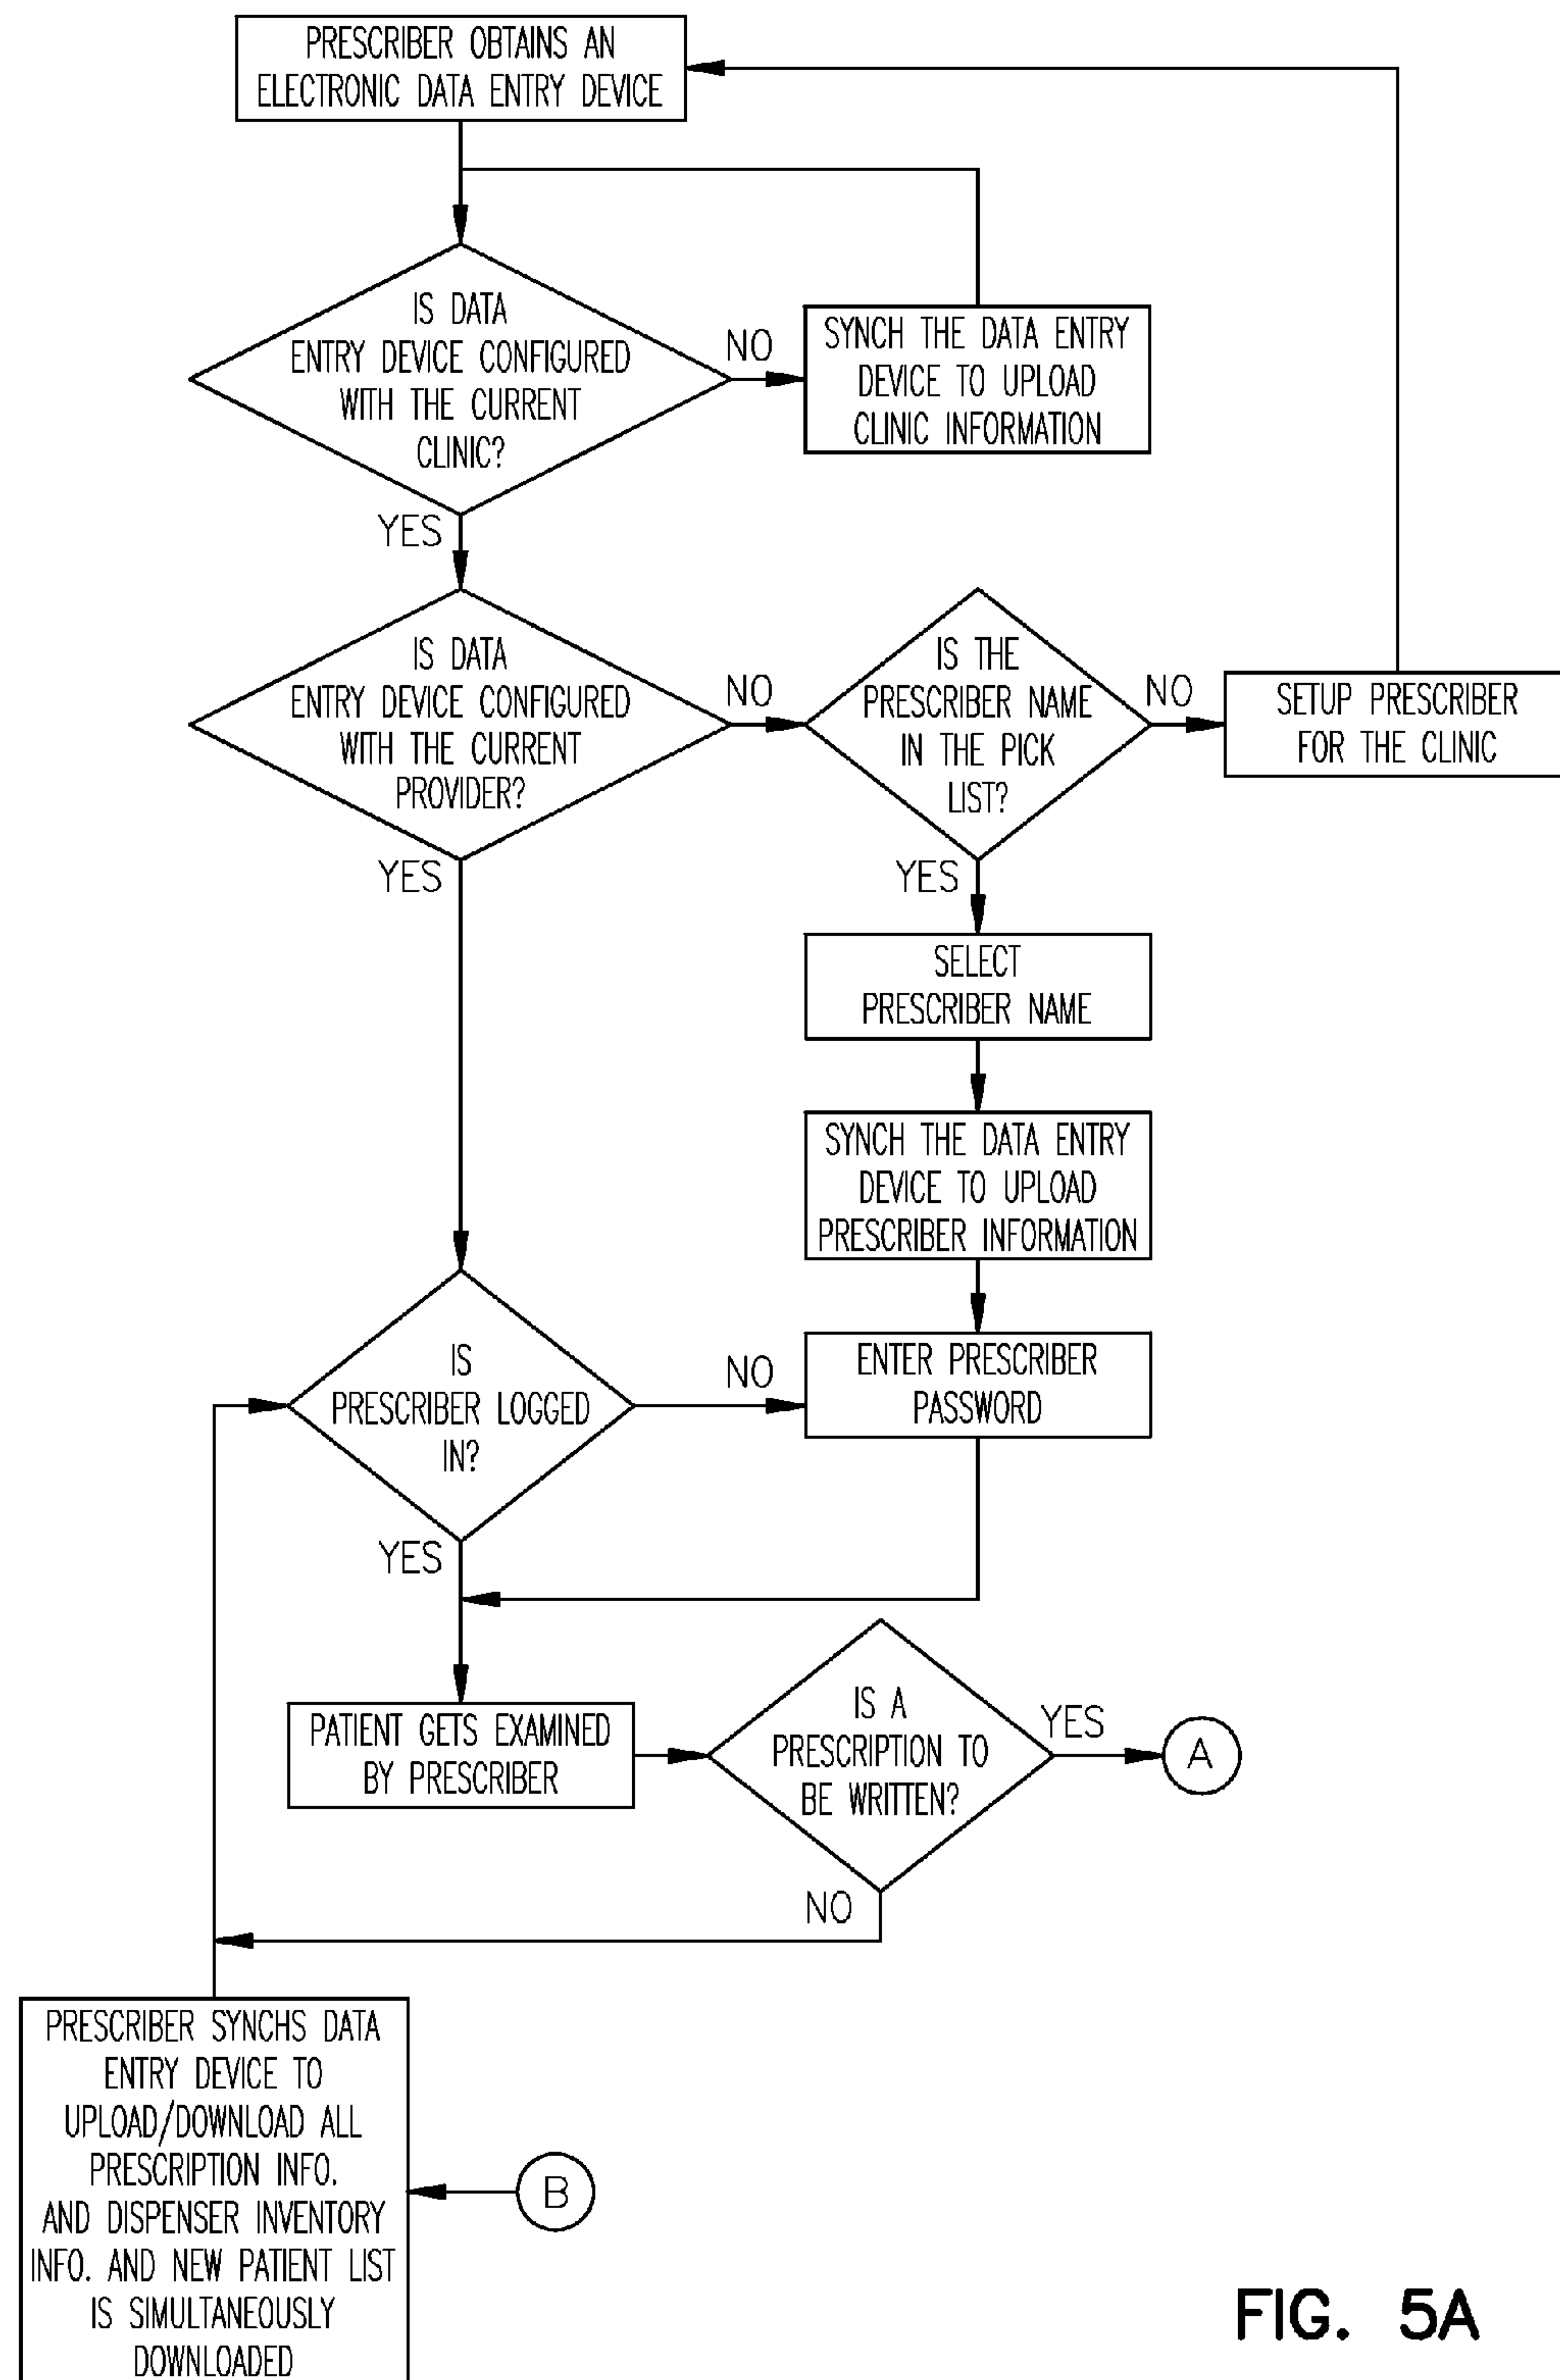 PRESCRIBER OBTAINS AN
ELECTRONIC DATA ENTRY DEVICE
IS DATA
ENTRY DEVICE CONFIGURED
WITH THE CURRENT
CLINIC?
NO
SYNCH THE DATA ENTRY
DEVICE TO UPLOAD
CLINIC INFORMATION
YES
IS DATA
ENTRY DEVICE CONFIGURED
WITH THE CURRENT
PROVIDER?
NO
IS THE
PRESCRIBER NAME
IN THE PICK
LIST?
NO
SETUP PRESCRIBER
FOR THE CLINIC
YES
YES
SELECT
PRESCRIBER NAME
SYNCH THE DATA ENTRY
DEVICE TO UPLOAD
PRESCRIBER INFORMATION
IS
PRESCRIBER LOGGED
IN?
NO
ENTER PRESCRIBER
PASSWORD
YES
PATIENT GETS EXAMINED
BY PRESCRIBER
IS A
PRESCRIPTION TO
BE WRITTEN?
YES
A
NO
PRESCRIBER SYNCHS DATA
ENTRY DEVICE TO
UPLOAD/DOWNLOAD ALL
PRESCRIPTION INFO.
AND DISPENSER INVENTORY
INFO. AND NEW PATIENT LIST
IS SIMULTANEOUSLY
DOWNLOADED
B
FIG. 5A